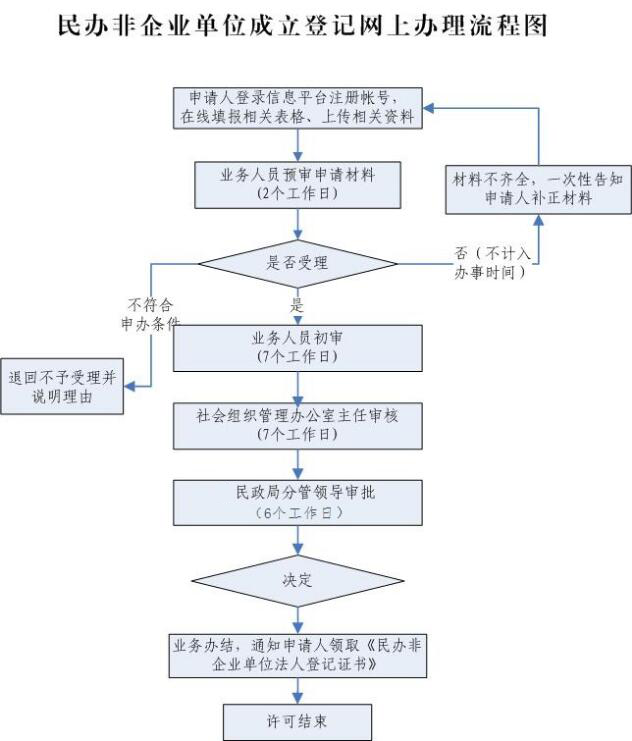 民办非企业单位成立登记网上办理流程图
申请人登录信息平台注册帐号，
在线填报相关表格、上传相关资料
业务人员预审申请材料
(2个工作日)
材料不齐全，一次性告知
申请人补正材料
是否受理
否（不计入
办事时间）
不符合
申办条件
是
业务人员初审
(7个工作日)
退回不予受理并
说明理由
社会组织管理办公室主任审核
(7个工作日)
民政局分管领导审批
（6个工作日）
决定
业务办结，通知申请人领取《民办非
企业单位法人登记证书》
许可结束